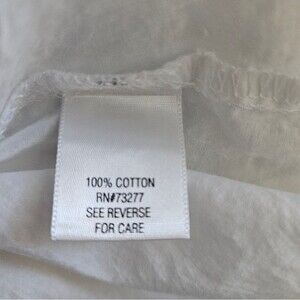 100% COTTON
RN#73277
SEE REVERSE
FOR CARE